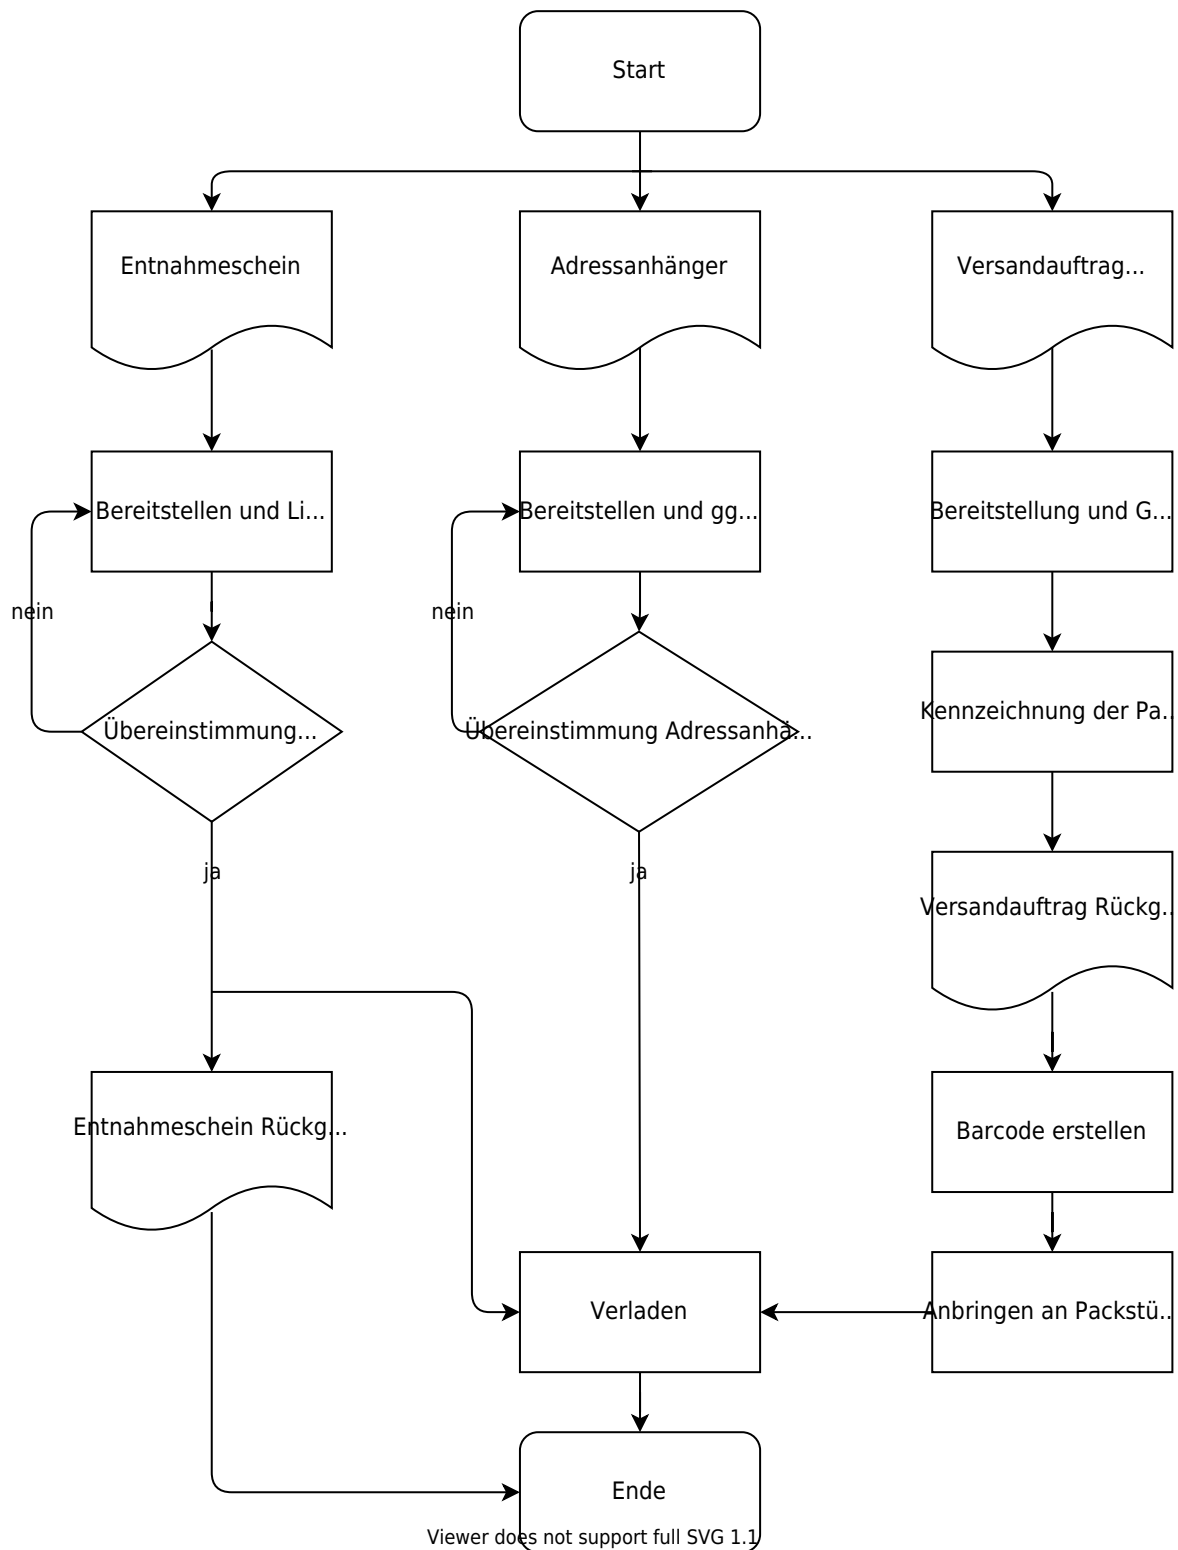 Start
Entnahmeschein
Adressanhänger
Versandauftrag...
Bereitstellen und Li...
Bereitstellen und gg...
Bereitstellung und G...
nein
nein
Übereinstimmung...
Übereinstimmung Adressanhä...
Kennzeichnung der Pa...
ja
ja
Versandauftrag Rückg...
Entnahmeschein Rückg...
Barcode erstellen
Verladen
Anbringen an Packstü...
Ende
Viewer does not support full SVG 1.1